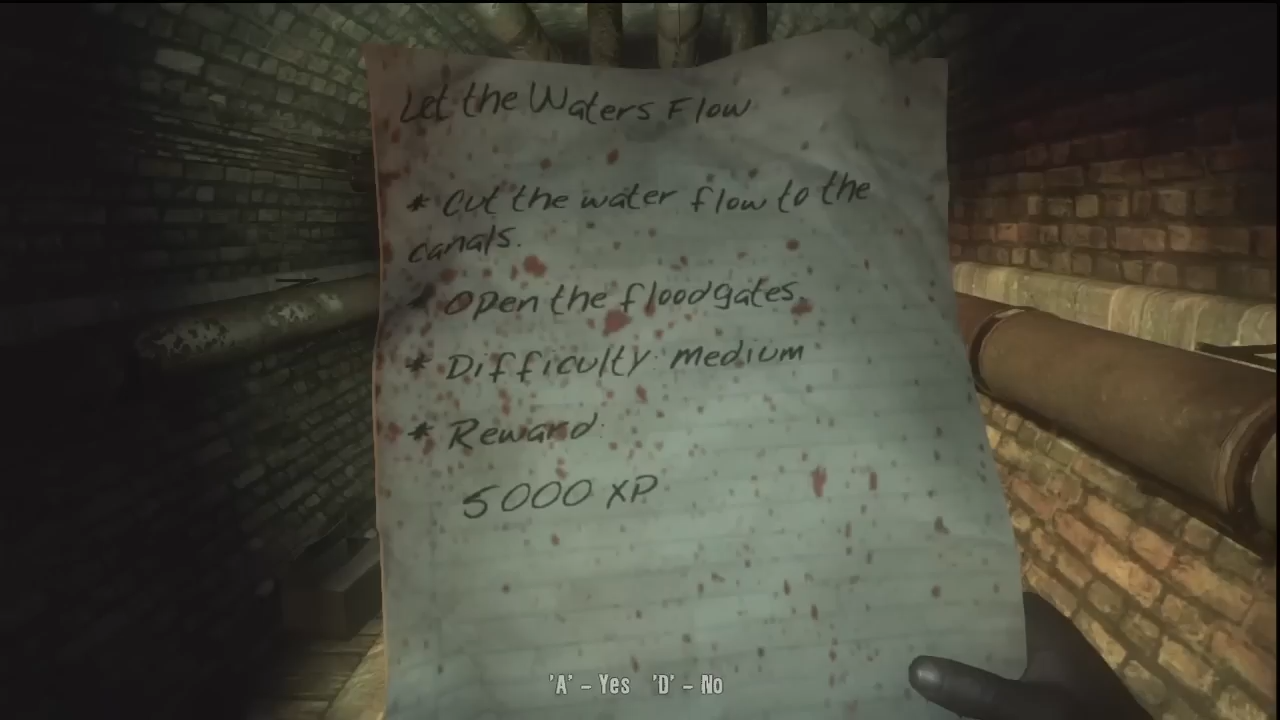 Let the Waters Flow
* Cut the water flow to the
canals.
* Open the floodgates.
* Difficulty: medium
* Reward:
5000 XP
'A' - Yes 'D' - No